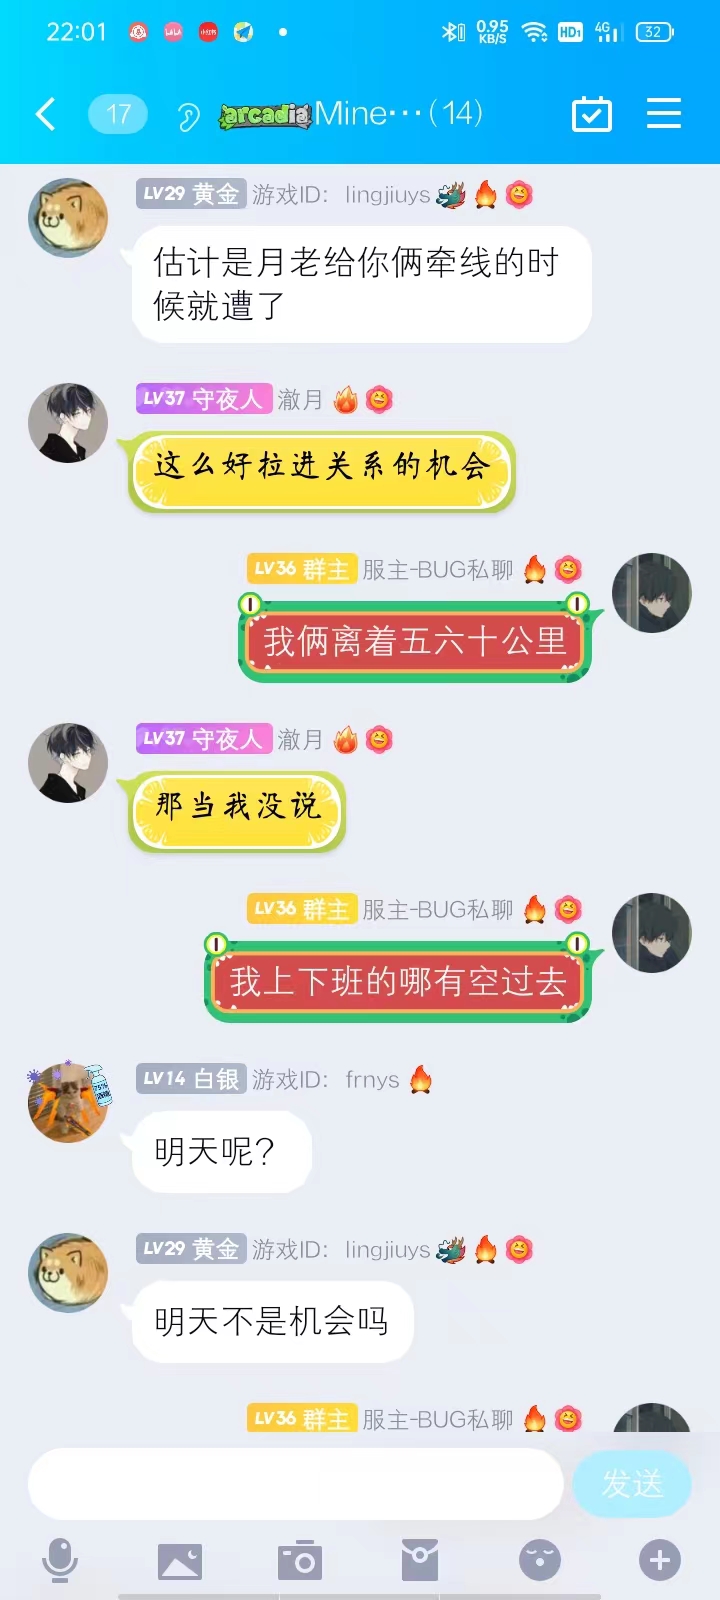 22:01
0.95 KB/S HD1 4G 32
17 arcadia Mine…(14)
LV29 黄金 游戏ID: lingjiuys
估计是月老给你俩牵线的时
候就遭了
LV37 守夜人 澈月
这么好拉进关系的机会
LV36 群主 服主-BUG私聊
我俩离着五六十公里
LV37 守夜人 澈月
那当我没说
LV36 群主 服主-BUG私聊
我上下班的哪有空过去
LV14 白银 游戏ID: frnys
明天呢?
LV29 黄金 游戏ID: lingjiuys
明天不是机会吗
LV36 群主 服主-BUG私聊
发送